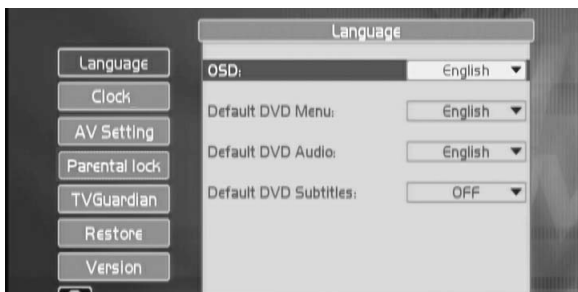 Language
Language
Clock
AV Setting
Parental lock
TVGuardian
Restore
Version
OSD: English
Default DVD Menu: English
Default DVD Audio: English
Default DVD Subtitles: OFF